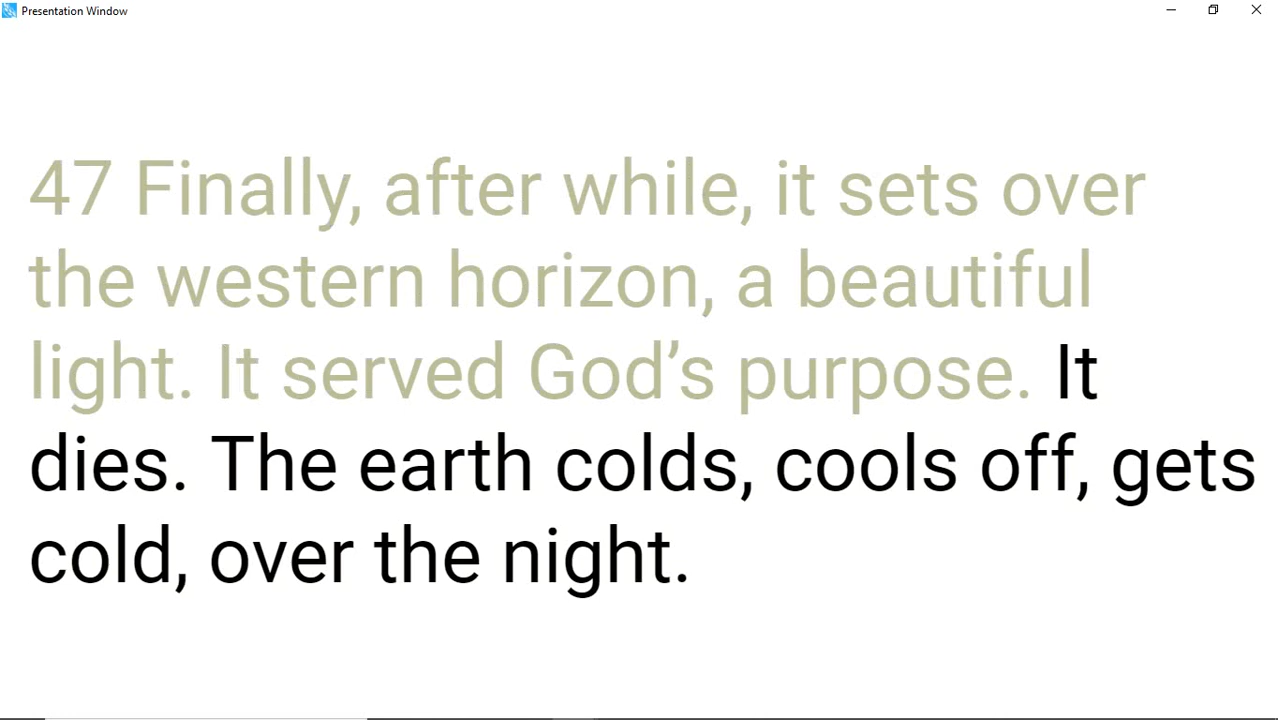 Presentation Window
47 Finally, after while, it sets over
the western horizon, a beautiful
light. It served God’s purpose. It
dies. The earth colds, cools off, gets
cold, over the night.